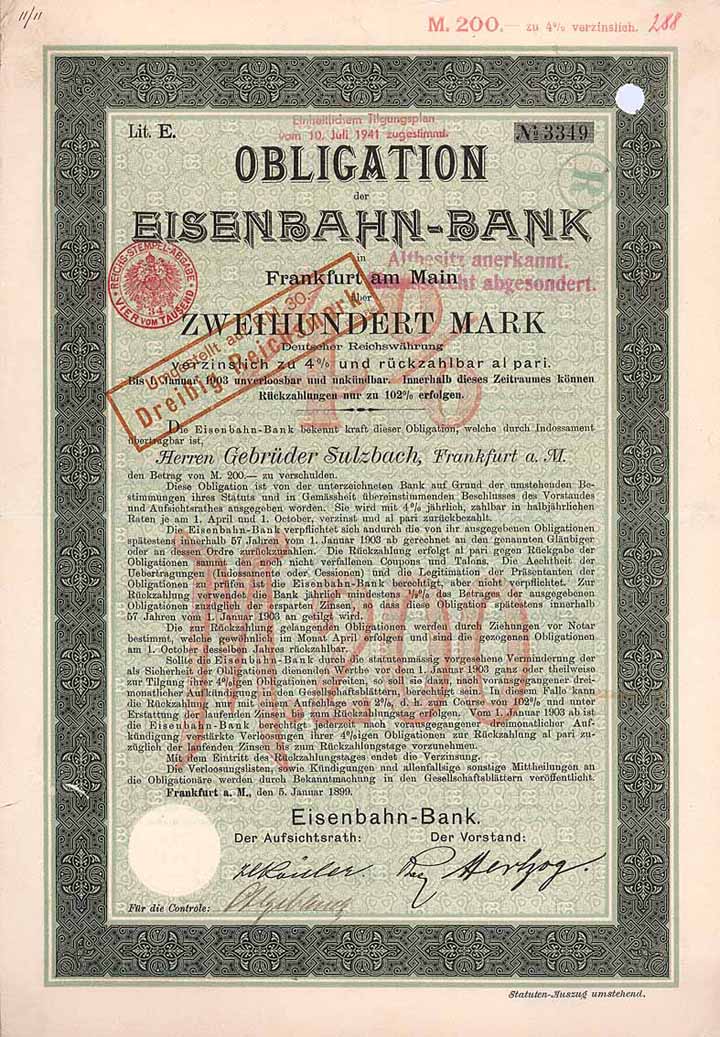 11/11
M. 200.— zu 4% verzinslich. 288
Einheitlichem Tilgungsplan
vom 10. Juli 1941 zugestimmt.
Lit. E.
№ 3349
R
OBLIGATION
der
EISENBAHN-BANK
in
Altbesitz anerkannt.
abgesondert.
Frankfurt am Main
über
REICHS-STEMPEL-ABGABE
VIER VOM TAUSEND
ZWEIHUNDERT MARK
Deutscher Reichswährung
Umgestellt auf 30.
Dreißig Reichsmark
verzinslich zu 4% und rückzahlbar al pari.
Bis 1. Januar 1903 unverloosbar und unkündbar. Innerhalb dieses Zeitraumes können
Rückzahlungen nur zu 102% erfolgen.
Die Eisenbahn-Bank bekennt kraft dieser Obligation, welche durch Indossament
übertragbar ist,
Herren Gebrüder Sulzbach, Frankfurt a. M.
den Betrag von M. 200.— zu verschulden.
Diese Obligation ist von der unterzeichneten Bank auf Grund der umstehenden Be-
stimmungen ihres Statuts und in Gemässheit übereinstimmenden Beschlusses des Vorstandes
und Aufsichtsrathes ausgegeben worden. Sie wird mit 4% jährlich, zahlbar in halbjährlichen
Raten je am 1. April und 1. October, verzinst und al pari zurückbezahlt.
Die Eisenbahn-Bank verpflichtet sich andurch die von ihr ausgegebenen Obligationen
spätestens innerhalb 57 Jahren vom 1. Januar 1903 ab gerechnet an den genannten Gläubiger
oder an dessen Ordre zurückzuzahlen. Die Rückzahlung erfolgt al pari gegen Rückgabe der
Obligationen sammt den noch nicht verfallenen Coupons und Talons. Die Aechtheit der
Uebertragungen (Indossamente oder Cessionen) und die Legitimation der Präsentanten der
Obligationen zu prüfen ist die Eisenbahn-Bank berechtigt, aber nicht verpflichtet. Zur
Rückzahlung verwendet die Bank jährlich mindestens ½% des Betrages der ausgegebenen
Obligationen zuzüglich der ersparten Zinsen, so dass diese Obligation spätestens innerhalb
57 Jahren vom 1. Januar 1903 an getilgt wird.
Die zur Rückzahlung gelangenden Obligationen werden durch Ziehungen vor Notar
bestimmt, welche gewöhnlich im Monat April erfolgen und sind die gezogenen Obligationen
am 1. October desselben Jahres rückzahlbar.
Sollte die Eisenbahn-Bank durch die statutenmässig vorgesehene Verminderung der
als Sicherheit der Obligationen dienenden Werthe vor dem 1. Januar 1903 ganz oder theilweise
zur Tilgung ihrer 4%igen Obligationen schreiten, so soll sie dazu, nach vorausgegangener drei-
monatlicher Ankündigung in den Gesellschaftsblättern, berechtigt sein. In diesem Falle kann
die Rückzahlung nur mit einem Aufschlage von 2%, d. h. zum Course von 102% und unter
Erstattung der laufenden Zinsen bis zum Rückzahlungstag erfolgen. Vom 1. Januar 1903 ab ist
die Eisenbahn-Bank berechtigt jederzeit nach vorausgegangener dreimonatlicher Auf-
kündigung verstärkte Verloosungen ihrer 4%igen Obligationen zur Rückzahlung al pari zu-
züglich der laufenden Zinsen bis zum Rückzahlungstage vorzunehmen.
Mit dem Eintritt des Rückzahlungstages endet die Verzinsung.
Die Verloosungslisten, sowie Kündigungen und allenfallsige sonstige Mittheilungen an
die Obligationäre werden durch Bekanntmachung in den Gesellschaftsblättern veröffentlicht.
M. 200
Frankfurt a. M., den 5. Januar 1899.
Eisenbahn-Bank.
Der Aufsichtsrath: Der Vorstand:
Hertzog.
Für die Contrôle:
Statuten-Auszug umstehend.